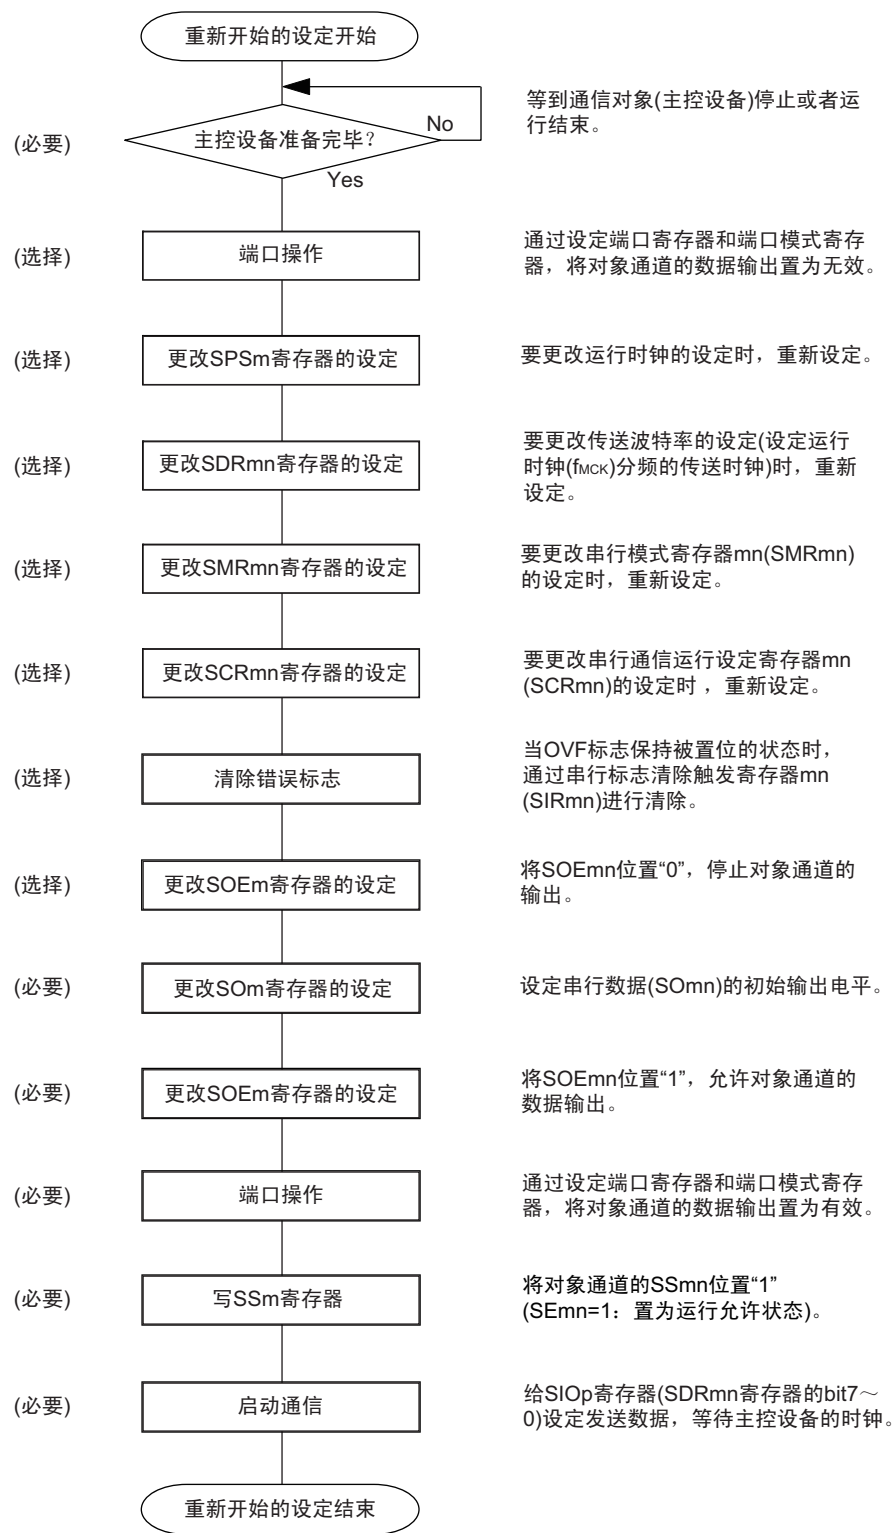 重新开始的设定开始
等到通信对象(主控设备)停止或者运
行结束。
(必要)
主控设备准备完毕？
No
Yes
(选择)
端口操作
通过设定端口寄存器和端口模式寄存
器，将对象通道的数据输出置为无效。
(选择)
更改SPSm寄存器的设定
要更改运行时钟的设定时，重新设定。
(选择)
更改SDRmn寄存器的设定
要更改传送波特率的设定(设定运行
时钟(fMCK)分频的传送时钟)时，重新
设定。
(选择)
更改SMRmn寄存器的设定
要更改串行模式寄存器mn(SMRmn)
的设定时，重新设定。
(选择)
更改SCRmn寄存器的设定
要更改串行通信运行设定寄存器mn
(SCRmn)的设定时 ，重新设定。
(选择)
清除错误标志
当OVF标志保持被置位的状态时，
通过串行标志清除触发寄存器mn
(SIRmn)进行清除。
(选择)
更改SOEm寄存器的设定
将SOEmn位置“0”，停止对象通道的
输出。
(必要)
更改SOm寄存器的设定
设定串行数据(SOmn)的初始输出电平。
(必要)
更改SOEm寄存器的设定
将SOEmn位置“1”，允许对象通道的
数据输出。
(必要)
端口操作
通过设定端口寄存器和端口模式寄存
器，将对象通道的数据输出置为有效。
(必要)
写SSm寄存器
将对象通道的SSmn位置“1”
(SEmn=1：置为运行允许状态)。
(必要)
启动通信
给SIOp寄存器(SDRmn寄存器的bit7～
0)设定发送数据，等待主控设备的时钟。
重新开始的设定结束